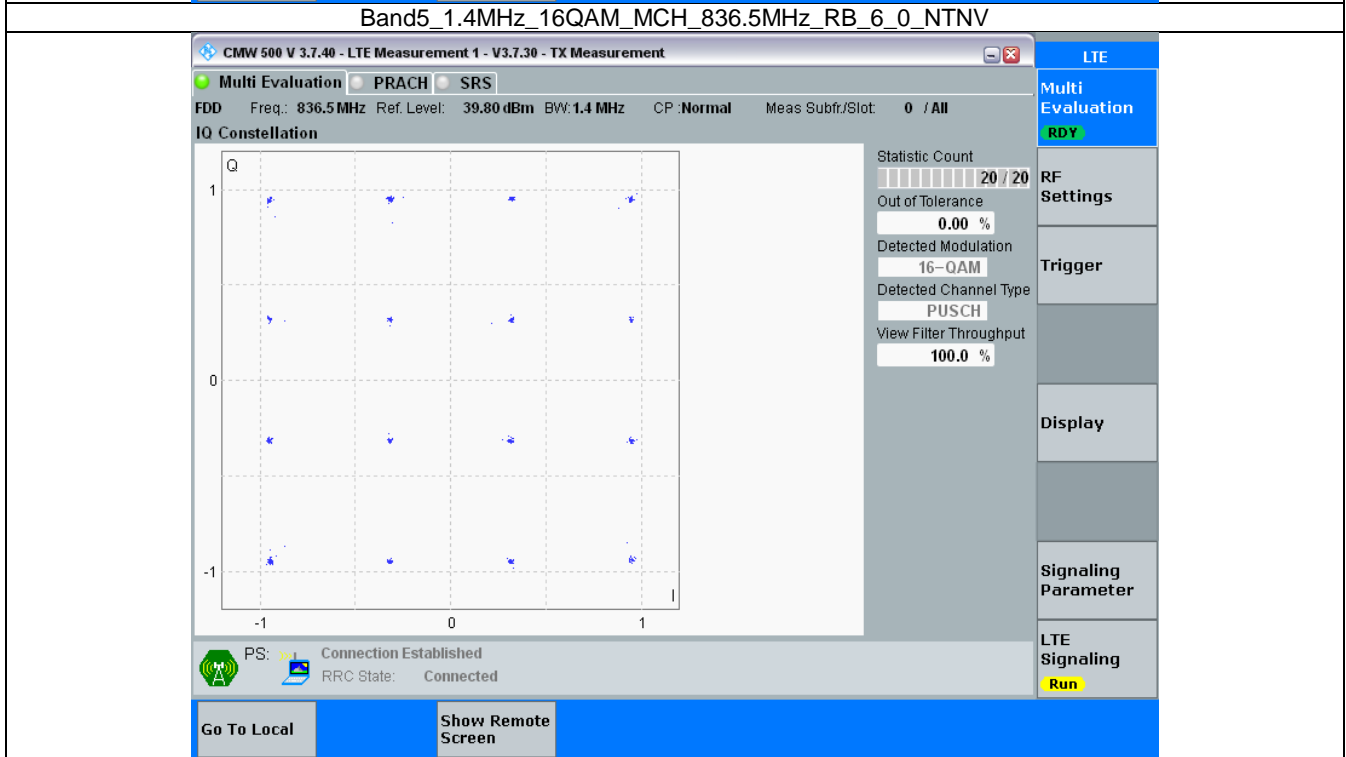 Band5_1.4MHz_16QAM_MCH_836.5MHz_RB_6_0_NTNV
CMW 500 V 3.7.40 - LTE Measurement 1 - V3.7.30 - TX Measurement
LTE
Multi Evaluation PRACH SRS
Multi
Evaluation
RDY
FDD Freq.: 836.5 MHz Ref. Level: 39.80 dBm BW: 1.4 MHz CP :Normal Meas Subfr./Slot: 0 / All
IQ Constellation
Q
1
0
-1
I
-1 0 1
Statistic Count
20 / 20
Out of Tolerance
0.00 %
Detected Modulation
16-QAM
Detected Channel Type
PUSCH
View Filter Throughput
100.0 %
RF
Settings
Trigger
Display
Signaling
Parameter
LTE
Signaling
Run
PS: Connection Established
RRC State: Connected
Go To Local
Show Remote
Screen